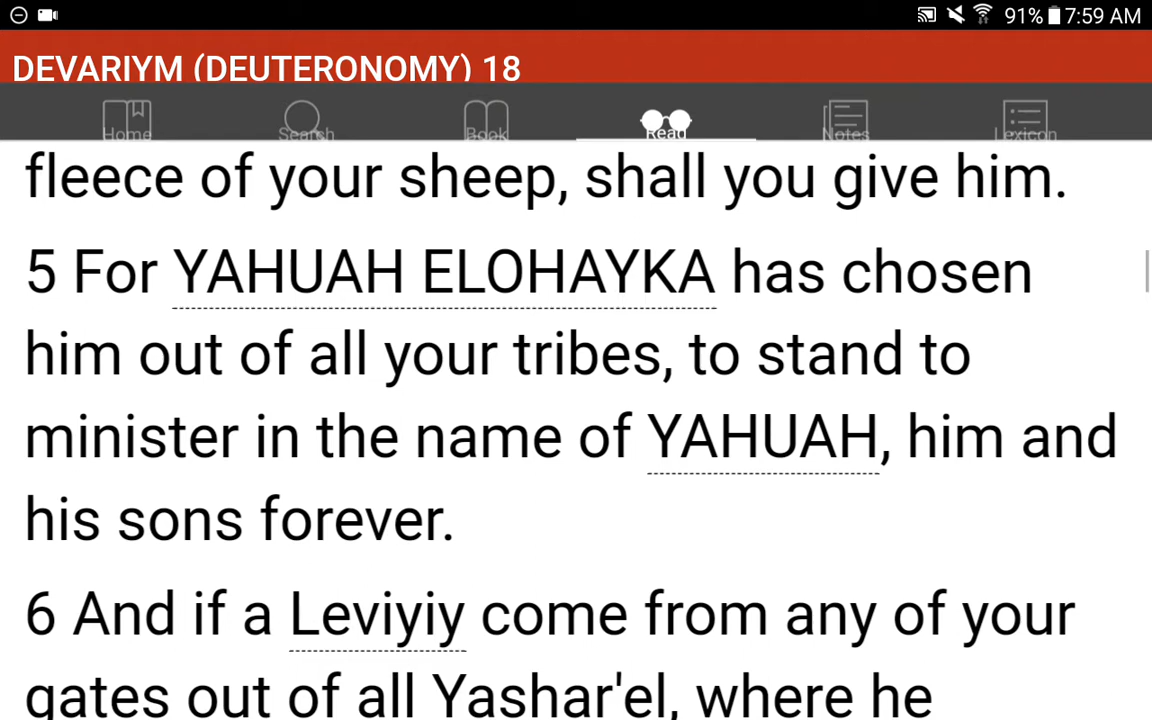 91% 7:59 AM
DEVARIYM (DEUTERONOMY) 18
Home Search Book Read Notes Lexicon
fleece of your sheep, shall you give him.
5 For YAHUAH ELOHAYKA has chosen
him out of all your tribes, to stand to
minister in the name of YAHUAH, him and
his sons forever.
6 And if a Leviyiy come from any of your
gates out of all Yashar'el, where he